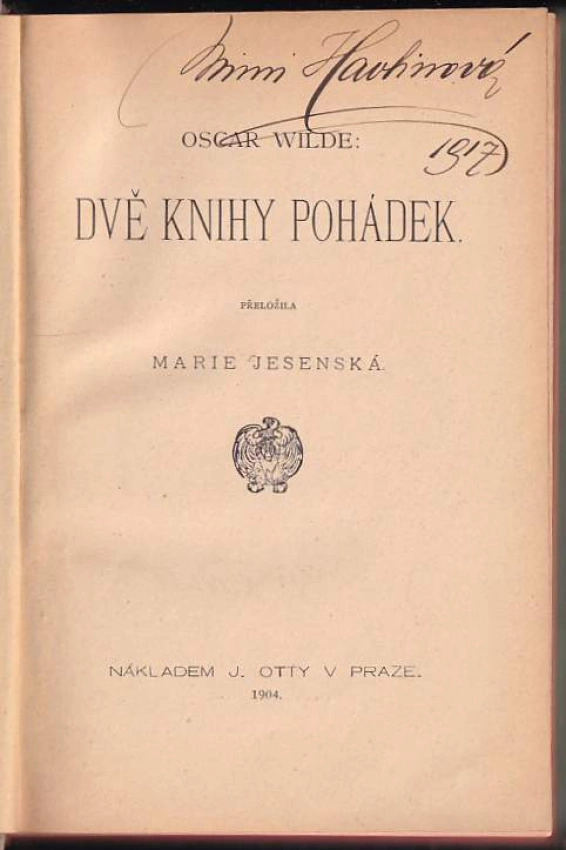 Mimi Havlinová
1917
OSCAR WILDE:
DVĚ KNIHY POHÁDEK.
PŘELOŽILA
MARIE JESENSKÁ.
NÁKLADEM J. OTTY V PRAZE.
1904.